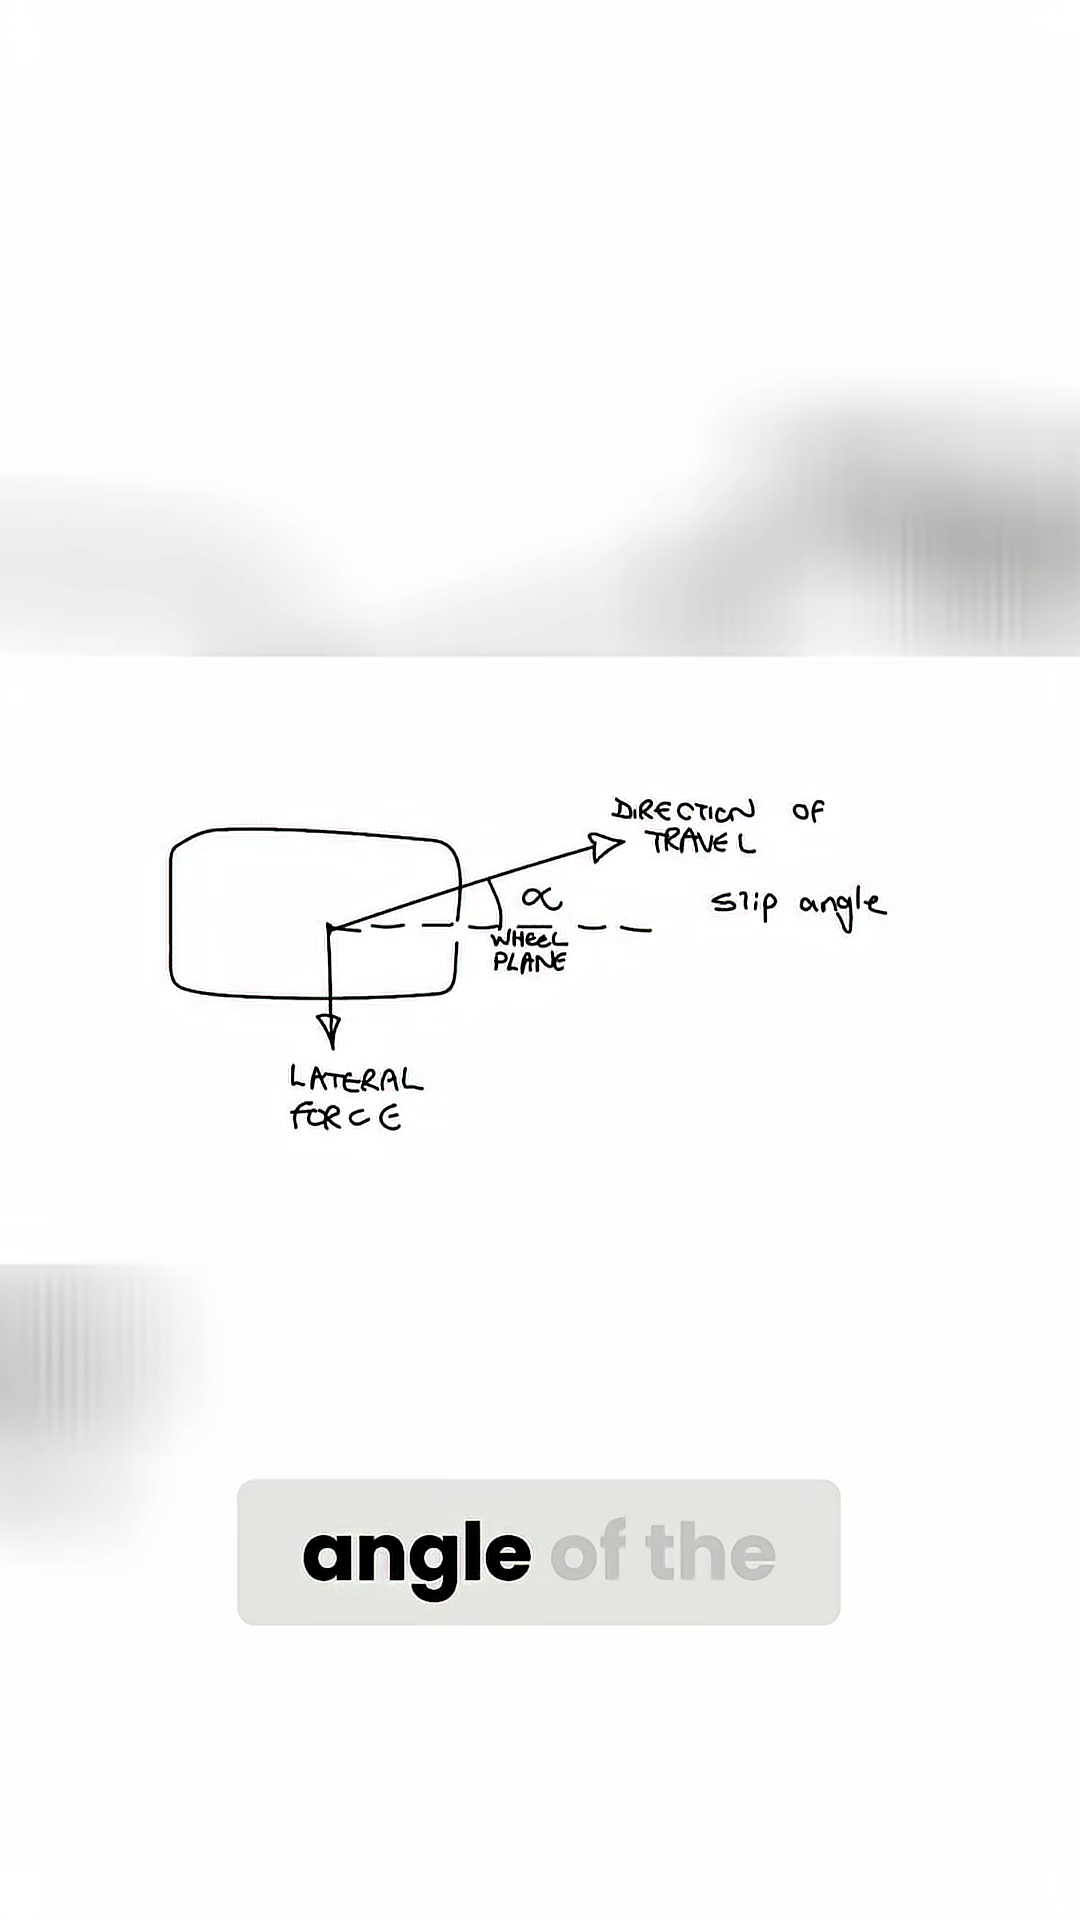 DIRECTION OF
TRAVEL
∝
slip angle
WHEEL
PLANE
LATERAL
FORCE
angle of the